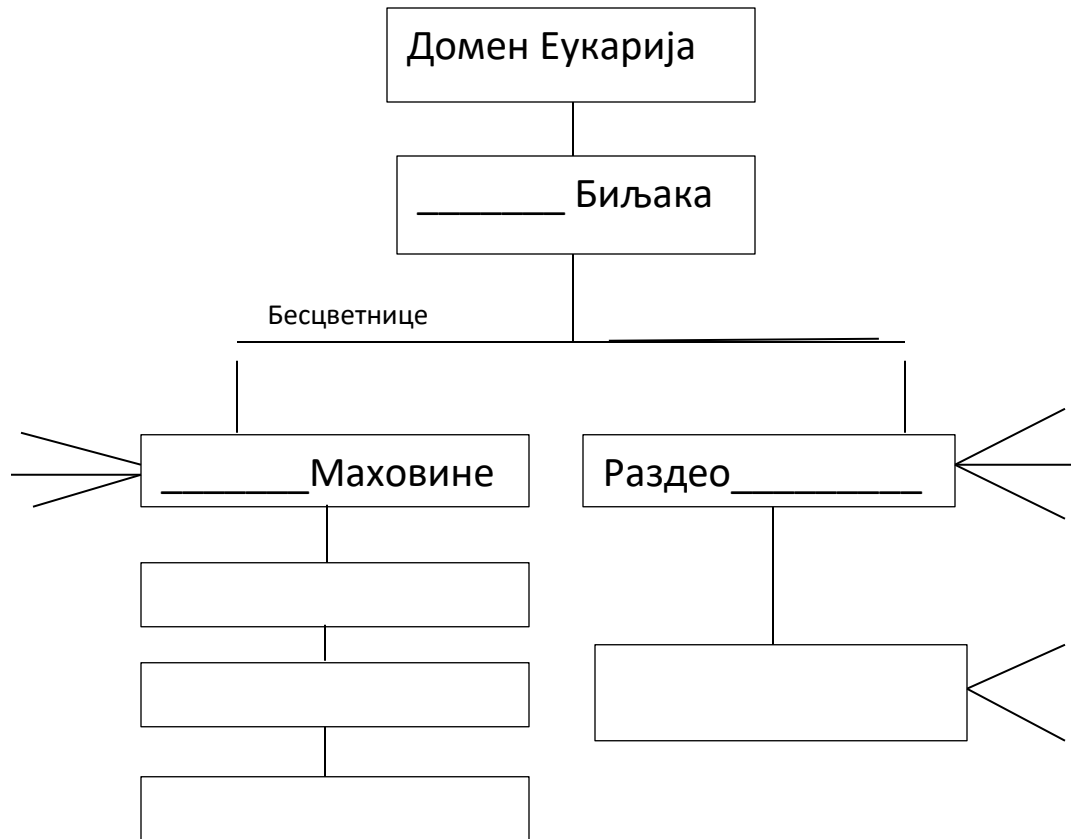 Домен Еукарија
_______ Биљака
Бесцветнице
_______Маховине
Раздео_________